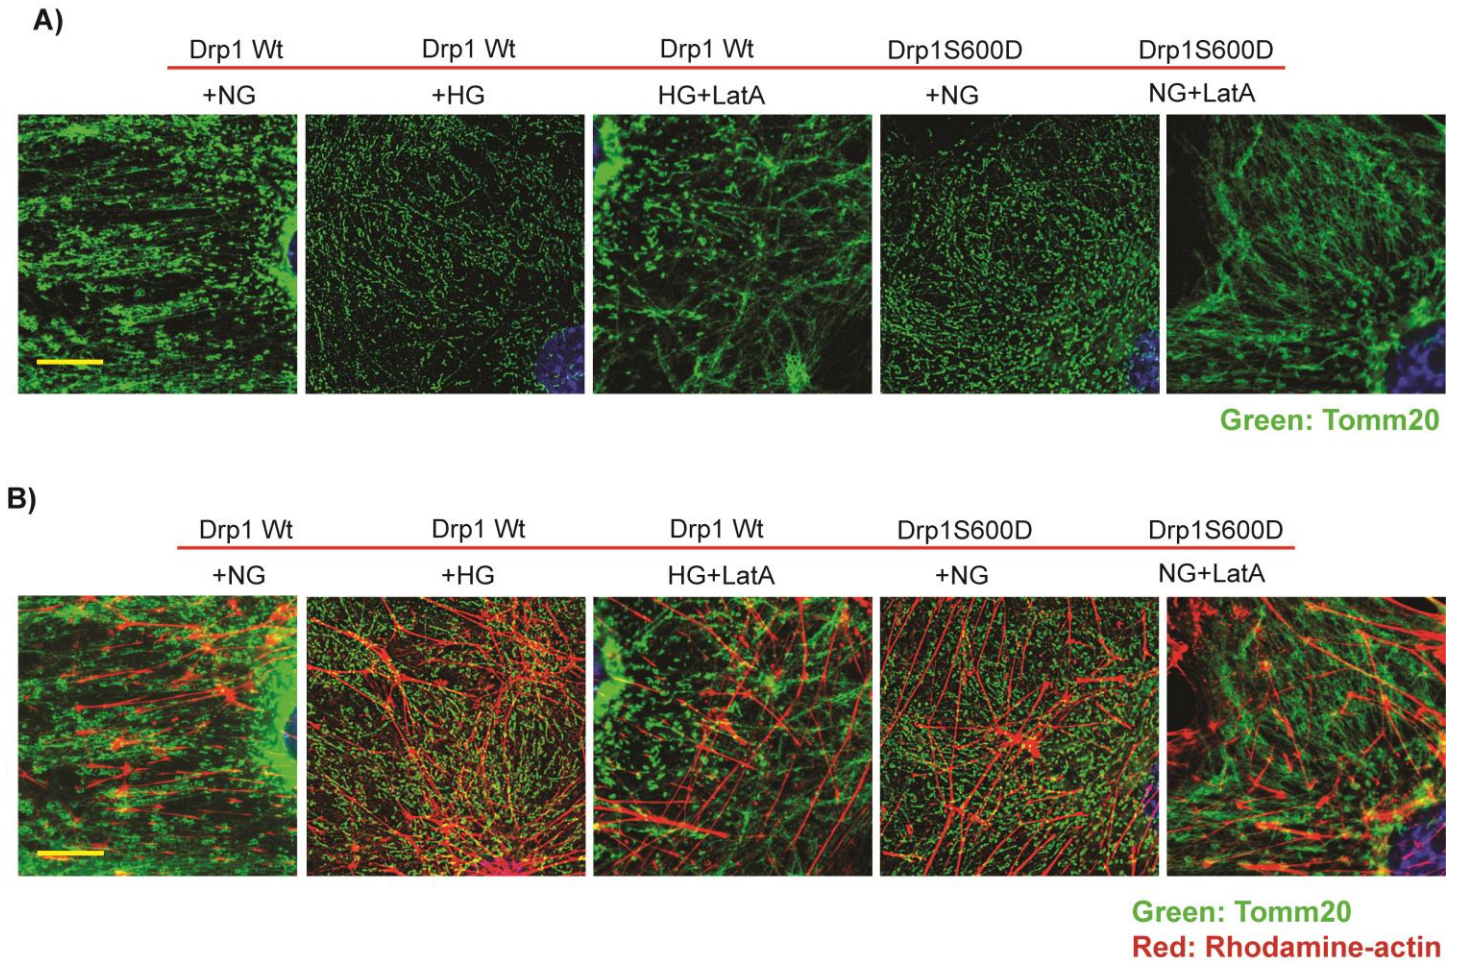 A)
Drp1 Wt Drp1 Wt Drp1 Wt Drp1S600D Drp1S600D
+NG +HG HG+LatA +NG NG+LatA
Green: Tomm20
B)
Drp1 Wt Drp1 Wt Drp1 Wt Drp1S600D Drp1S600D
+NG +HG HG+LatA +NG NG+LatA
Green: Tomm20
Red: Rhodamine-actin